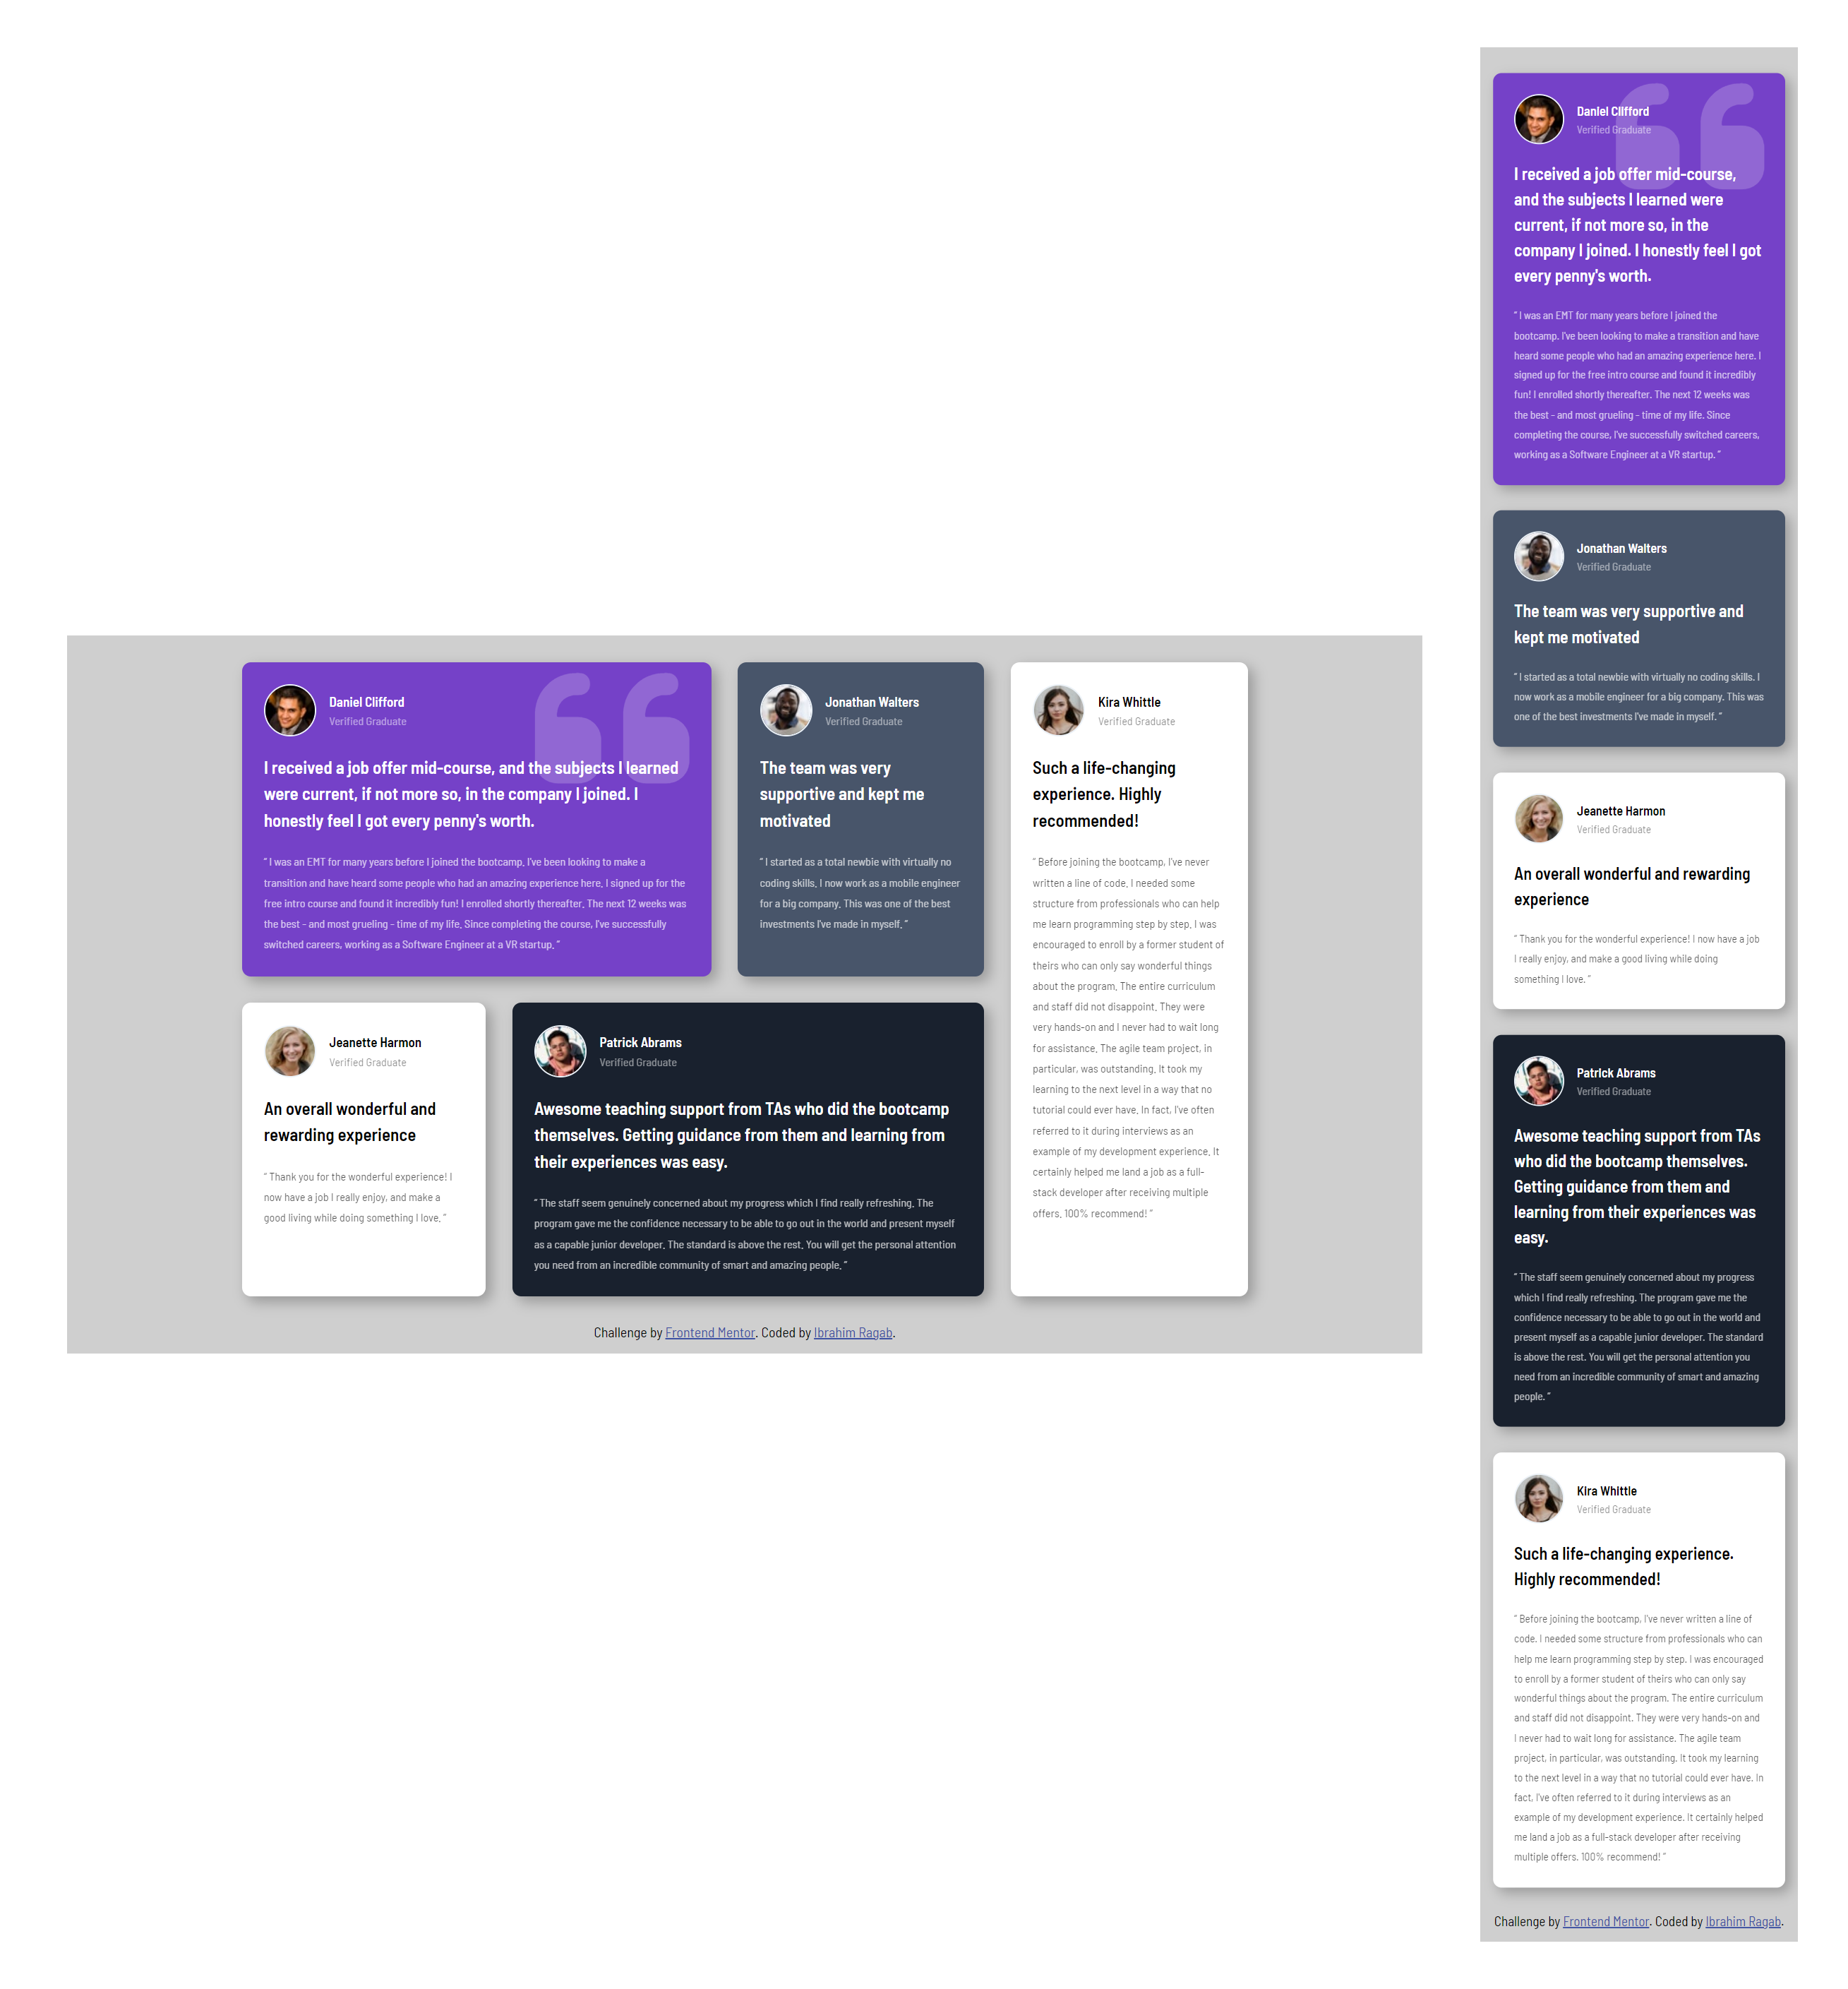 Daniel Clifford
Verified Graduate
I received a job offer mid-course, and the subjects I learned
were current, if not more so, in the company I joined. I
honestly feel I got every penny's worth.
“ I was an EMT for many years before I joined the bootcamp. I've been looking to make a
transition and have heard some people who had an amazing experience here. I signed up for the
free intro course and found it incredibly fun! I enrolled shortly thereafter. The next 12 weeks was
the best - and most grueling - time of my life. Since completing the course, I've successfully
switched careers, working as a Software Engineer at a VR startup. ”
Jonathan Walters
Verified Graduate
The team was very
supportive and kept me
motivated
“ I started as a total newbie with virtually no
coding skills. I now work as a mobile engineer
for a big company. This was one of the best
investments I've made in myself. ”
Kira Whittle
Verified Graduate
Such a life-changing
experience. Highly
recommended!
“ Before joining the bootcamp, I've never
written a line of code. I needed some
structure from professionals who can help
me learn programming step by step. I was
encouraged to enroll by a former student of
theirs who can only say wonderful things
about the program. The entire curriculum
and staff did not disappoint. They were
very hands-on and I never had to wait long
for assistance. The agile team project, in
particular, was outstanding. It took my
learning to the next level in a way that no
tutorial could ever have. In fact, I've often
referred to it during interviews as an
example of my development experience. It
certainly helped me land a job as a full-
stack developer after receiving multiple
offers. 100% recommend! ”
Jeanette Harmon
Verified Graduate
An overall wonderful and
rewarding experience
“ Thank you for the wonderful experience! I
now have a job I really enjoy, and make a
good living while doing something I love. ”
Patrick Abrams
Verified Graduate
Awesome teaching support from TAs who did the bootcamp
themselves. Getting guidance from them and learning from
their experiences was easy.
“ The staff seem genuinely concerned about my progress which I find really refreshing. The
program gave me the confidence necessary to be able to go out in the world and present myself
as a capable junior developer. The standard is above the rest. You will get the personal attention
you need from an incredible community of smart and amazing people. ”
Challenge by Frontend Mentor. Coded by Ibrahim Ragab.
Daniel Clifford
Verified Graduate
I received a job offer mid-course,
and the subjects I learned were
current, if not more so, in the
company I joined. I honestly feel I got
every penny's worth.
“ I was an EMT for many years before I joined the
bootcamp. I've been looking to make a transition and have
heard some people who had an amazing experience here. I
signed up for the free intro course and found it incredibly
fun! I enrolled shortly thereafter. The next 12 weeks was
the best - and most grueling - time of my life. Since
completing the course, I've successfully switched careers,
working as a Software Engineer at a VR startup. ”
Jonathan Walters
Verified Graduate
The team was very supportive and
kept me motivated
“ I started as a total newbie with virtually no coding skills. I
now work as a mobile engineer for a big company. This was
one of the best investments I've made in myself. ”
Jeanette Harmon
Verified Graduate
An overall wonderful and rewarding
experience
“ Thank you for the wonderful experience! I now have a job
I really enjoy, and make a good living while doing
something I love. ”
Patrick Abrams
Verified Graduate
Awesome teaching support from TAs
who did the bootcamp themselves.
Getting guidance from them and
learning from their experiences was
easy.
“ The staff seem genuinely concerned about my progress
which I find really refreshing. The program gave me the
confidence necessary to be able to go out in the world and
present myself as a capable junior developer. The standard
is above the rest. You will get the personal attention you
need from an incredible community of smart and amazing
people. ”
Kira Whittle
Verified Graduate
Such a life-changing experience.
Highly recommended!
“ Before joining the bootcamp, I've never written a line of
code. I needed some structure from professionals who can
help me learn programming step by step. I was encouraged
to enroll by a former student of theirs who can only say
wonderful things about the program. The entire curriculum
and staff did not disappoint. They were very hands-on and
I never had to wait long for assistance. The agile team
project, in particular, was outstanding. It took my learning
to the next level in a way that no tutorial could ever have. In
fact, I've often referred to it during interviews as an
example of my development experience. It certainly helped
me land a job as a full-stack developer after receiving
multiple offers. 100% recommend! ”
Challenge by Frontend Mentor. Coded by Ibrahim Ragab.